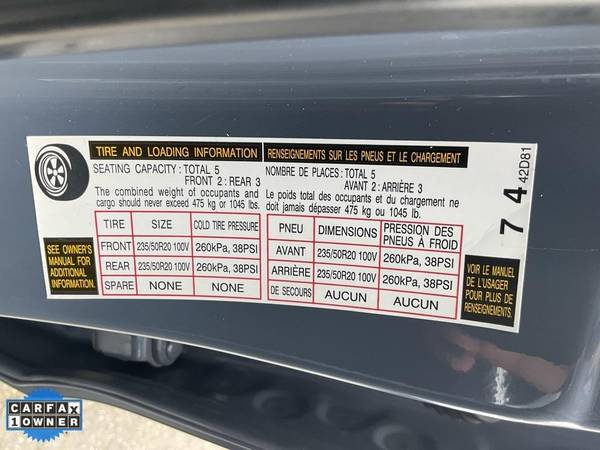 TIRE AND LOADING INFORMATION
SEATING CAPACITY : TOTAL 5
FRONT 2 : REAR 3
The combined weight of occupants and
cargo should never exceed 475 kg or 1045 lbs.
SEE OWNER'S
MANUAL FOR
ADDITIONAL
INFORMATION.
TIRE SIZE COLD TIRE PRESSURE
FRONT 235/50R20 100V 260kPa, 38PSI
REAR 235/50R20 100V 260kPa, 38PSI
SPARE NONE NONE
RENSEIGNEMENTS SUR LES PNEUS ET LE CHARGEMENT
NOMBRE DE PLACES : TOTAL 5
AVANT 2 : ARRIÈRE 3
Le poids total des occupants et du chargement ne
doit jamais dépasser 475 kg ou 1045 lb.
PNEU DIMENSIONS PRESSION DES
PNEUS À FROID
AVANT 235/50R20 100V 260kPa, 38PSI
ARRIÈRE 235/50R20 100V 260kPa, 38PSI
DE SECOURS AUCUN AUCUN
VOIR LE MANUEL
DE L'USAGER
POUR PLUS DE
RENSEIGNEMENTS.
7 4 42D81
CARFAX
1 OWNER